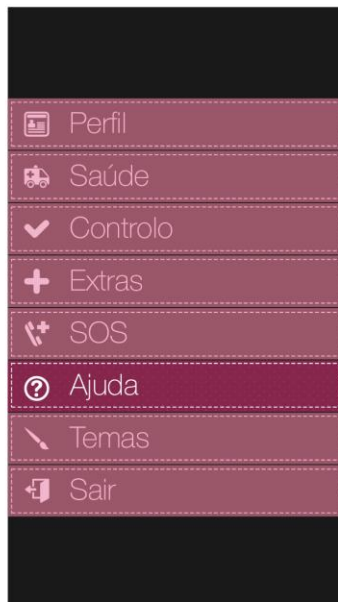 Perfil
Saúde
Controlo
Extras
SOS
Ajuda
Temas
Sair